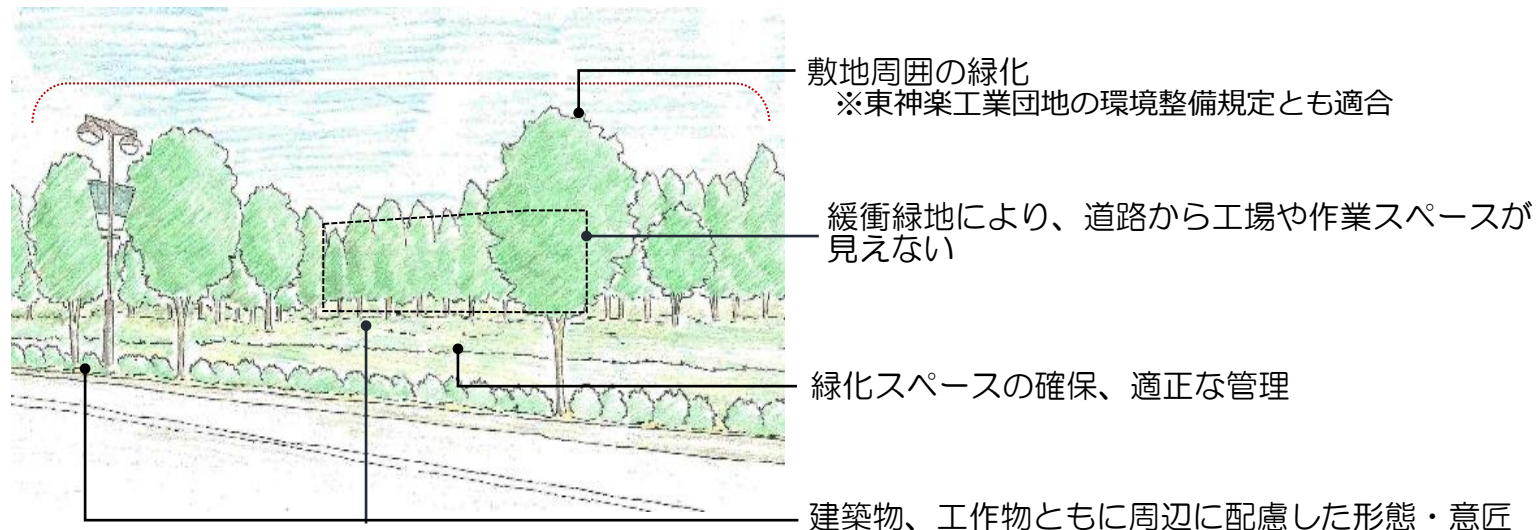 敷地周囲の緑化
※東神楽工業団地の環境整備規定とも適合
緩衝緑地により、道路から工場や作業スペースが
見えない
緑化スペースの確保、適正な管理
建築物、工作物ともに周辺に配慮した形態・意匠